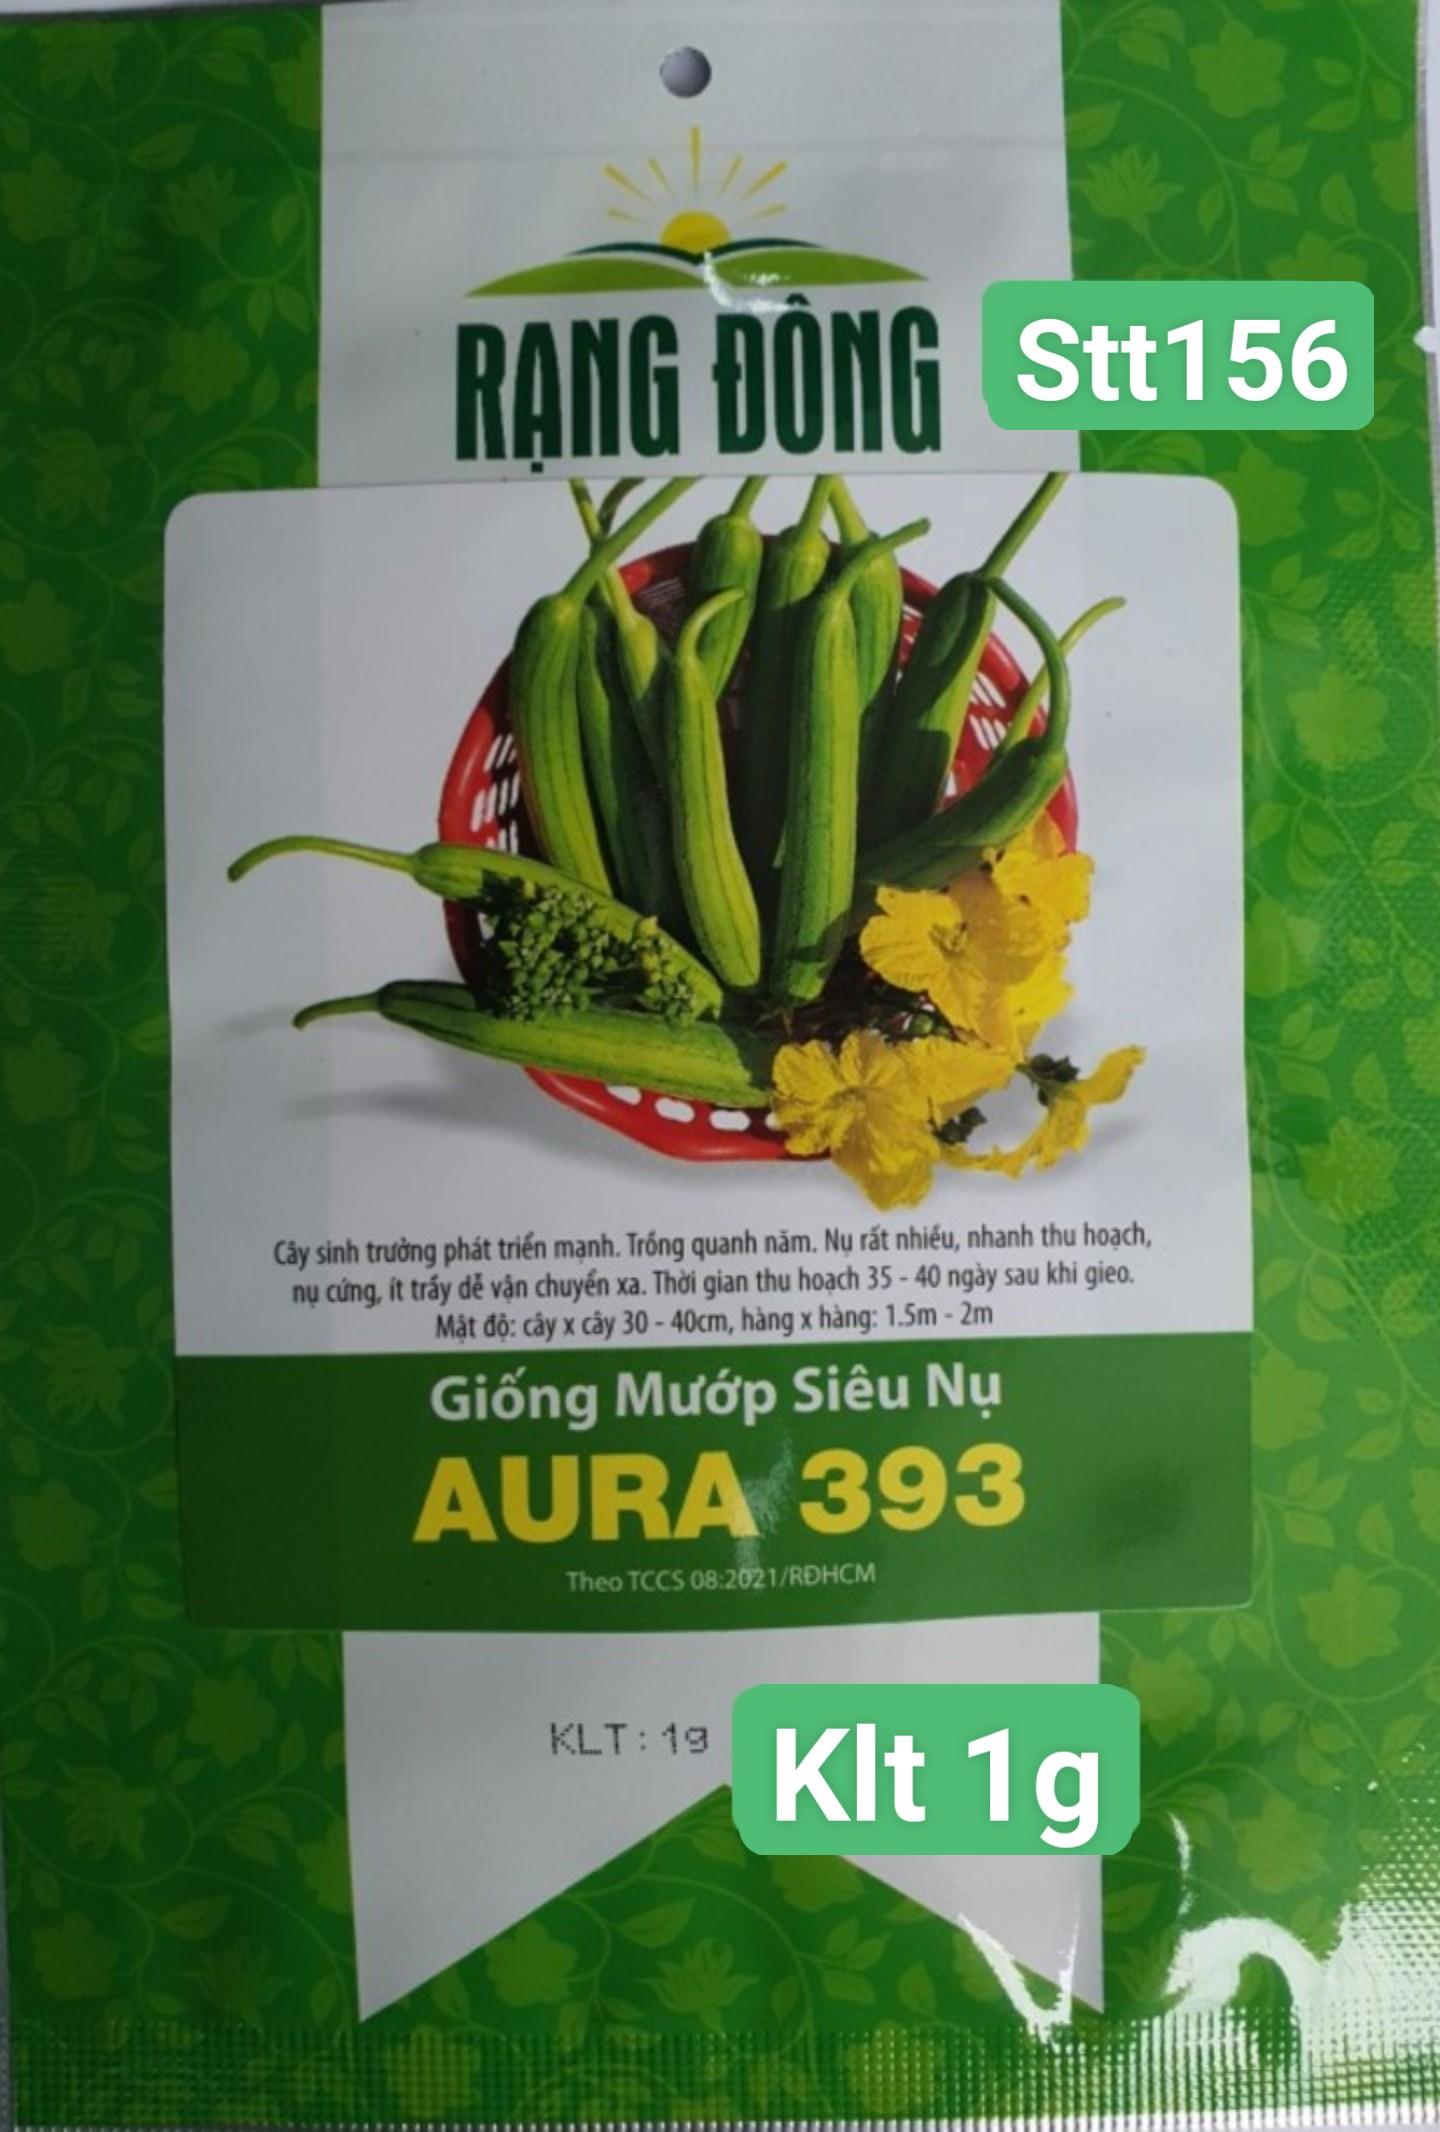 RẠNG ĐÔNG
Stt156
Cây sinh trưởng phát triển mạnh. Trồng quanh năm. Nụ rất nhiều, nhanh thu hoạch,
nụ cứng, ít trầy dễ vận chuyển xa. Thời gian thu hoạch 35 - 40 ngày sau khi gieo.
Mật độ: cây x cây 30 - 40cm, hàng x hàng: 1.5m - 2m
Giống Mướp Siêu Nụ
AURA 393
Theo TCCS 08:2021/RĐHCM
KLT : 1g
Klt 1g